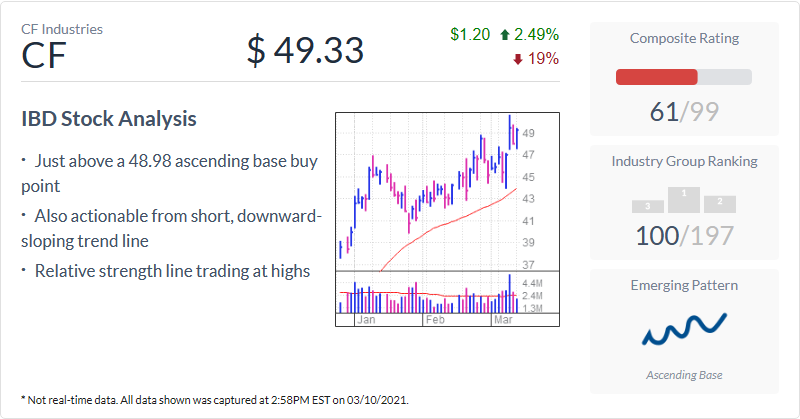 CF Industries
CF
$ 49.33
$1.20 2.49%
19%
IBD Stock Analysis
· Just above a 48.98 ascending base buy
point
· Also actionable from short, downward-
sloping trend line
· Relative strength line trading at highs
49
47
45
43
41
39
37
4.4M
2.4M
1.3M
Jan Feb Mar
* Not real-time data. All data shown was captured at 2:58PM EST on 03/10/2021.
Composite Rating
61/99
Industry Group Ranking
3 1 2
100/197
Emerging Pattern
Ascending Base